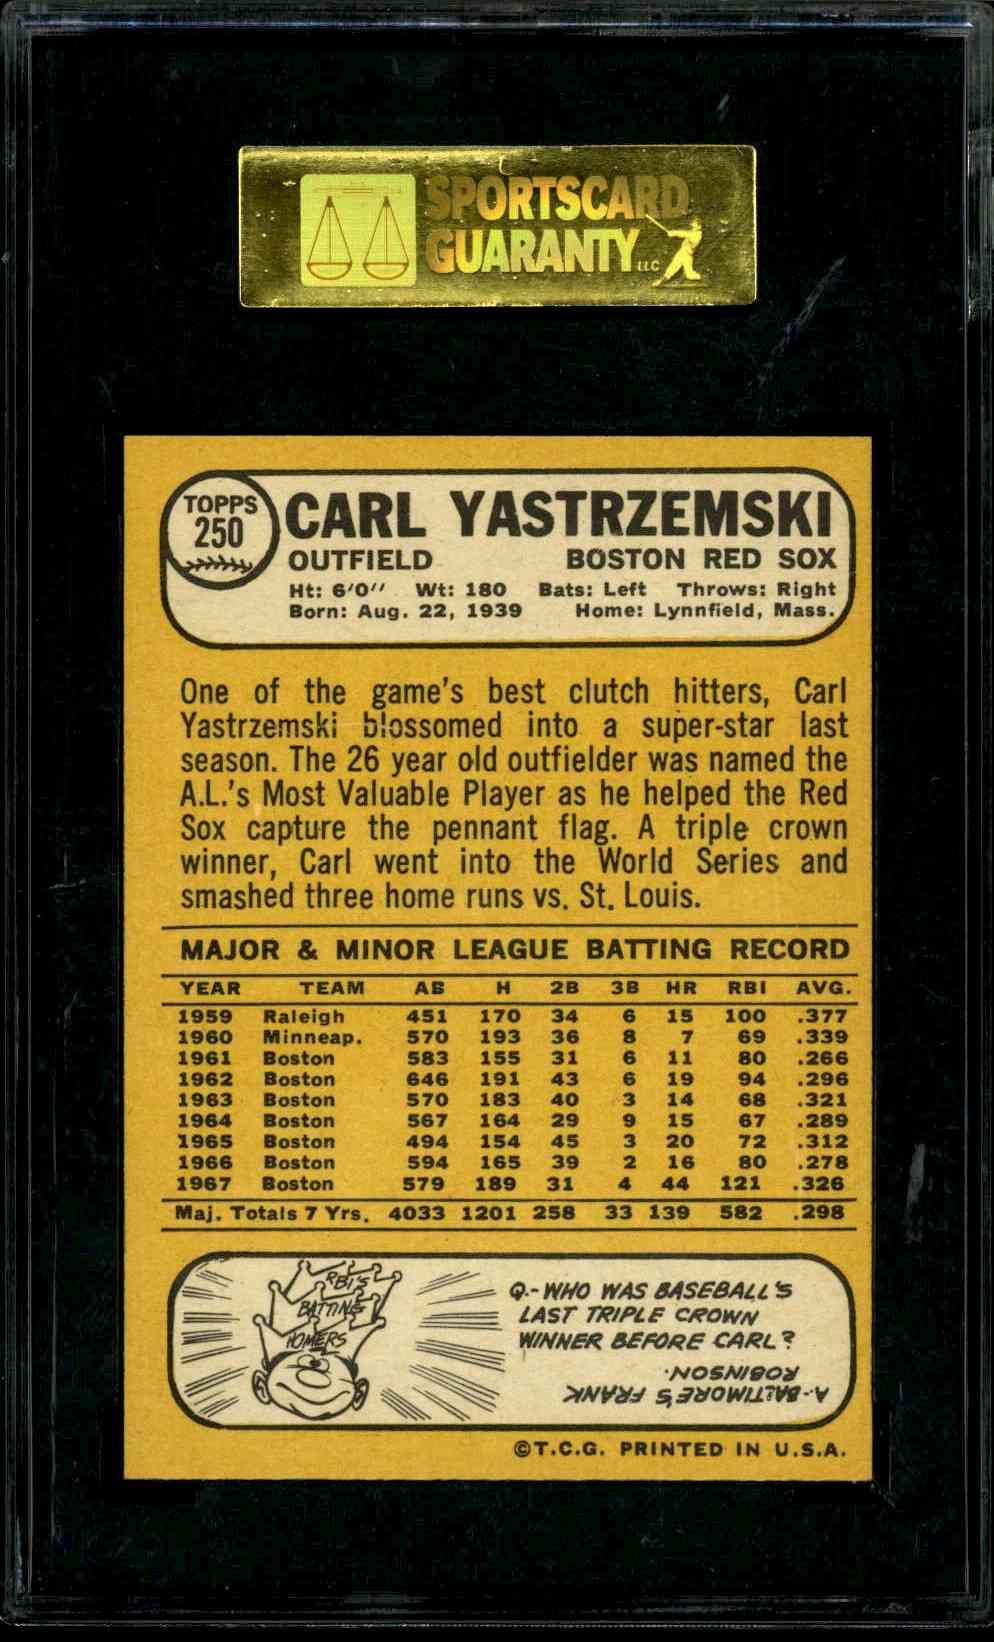 SPORTSCARD
GUARANTY LLC
TOPPS
250
CARL YASTRZEMSKI
OUTFIELD BOSTON RED SOX
Ht: 6'0'' Wt: 180 Bats: Left Throws: Right
Born: Aug. 22, 1939 Home: Lynnfield, Mass.
One of the game's best clutch hitters, Carl
Yastrzemski blossomed into a super-star last
season. The 26 year old outfielder was named the
A.L.'s Most Valuable Player as he helped the Red
Sox capture the pennant flag. A triple crown
winner, Carl went into the World Series and
smashed three home runs vs. St. Louis.
MAJOR & MINOR LEAGUE BATTING RECORD
YEAR TEAM AB H 2B 3B HR RBI AVG.
1959 Raleigh 451 170 34 6 15 100 .377
1960 Minneap. 570 193 36 8 7 69 .339
1961 Boston 583 155 31 6 11 80 .266
1962 Boston 646 191 43 6 19 94 .296
1963 Boston 570 183 40 3 14 68 .321
1964 Boston 567 164 29 9 15 67 .289
1965 Boston 494 154 45 3 20 72 .312
1966 Boston 594 165 39 2 16 80 .278
1967 Boston 579 189 31 4 44 121 .326
Maj. Totals 7 Yrs. 4033 1201 258 33 139 582 .298
RBI'S
BATTING
HOMERS
Q.- WHO WAS BASEBALL'S
LAST TRIPLE CROWN
WINNER BEFORE CARL?
A.- BALTIMORE'S FRANK
ROBINSON.
©T.C.G. PRINTED IN U.S.A.